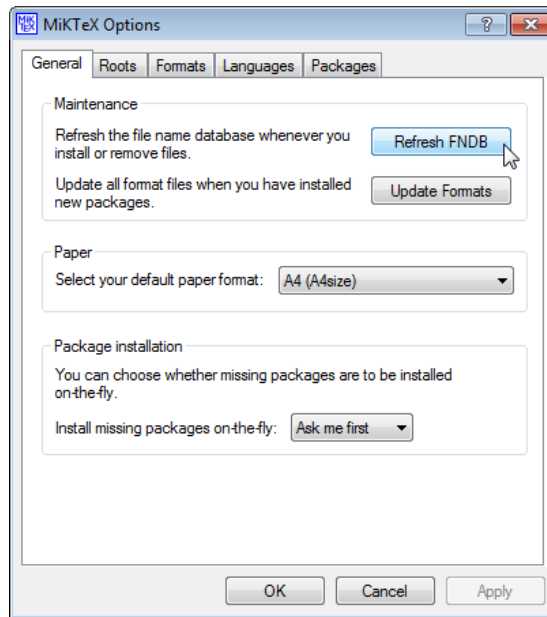 MiKTeX Options
General Roots Formats Languages Packages
Maintenance
Refresh the file name database whenever you
install or remove files.
Refresh FNDB
Update all format files when you have installed
new packages.
Update Formats
Paper
Select your default paper format: A4 (A4size)
Package installation
You can choose whether missing packages are to be installed
on-the-fly.
Install missing packages on-the-fly: Ask me first
OK Cancel Apply